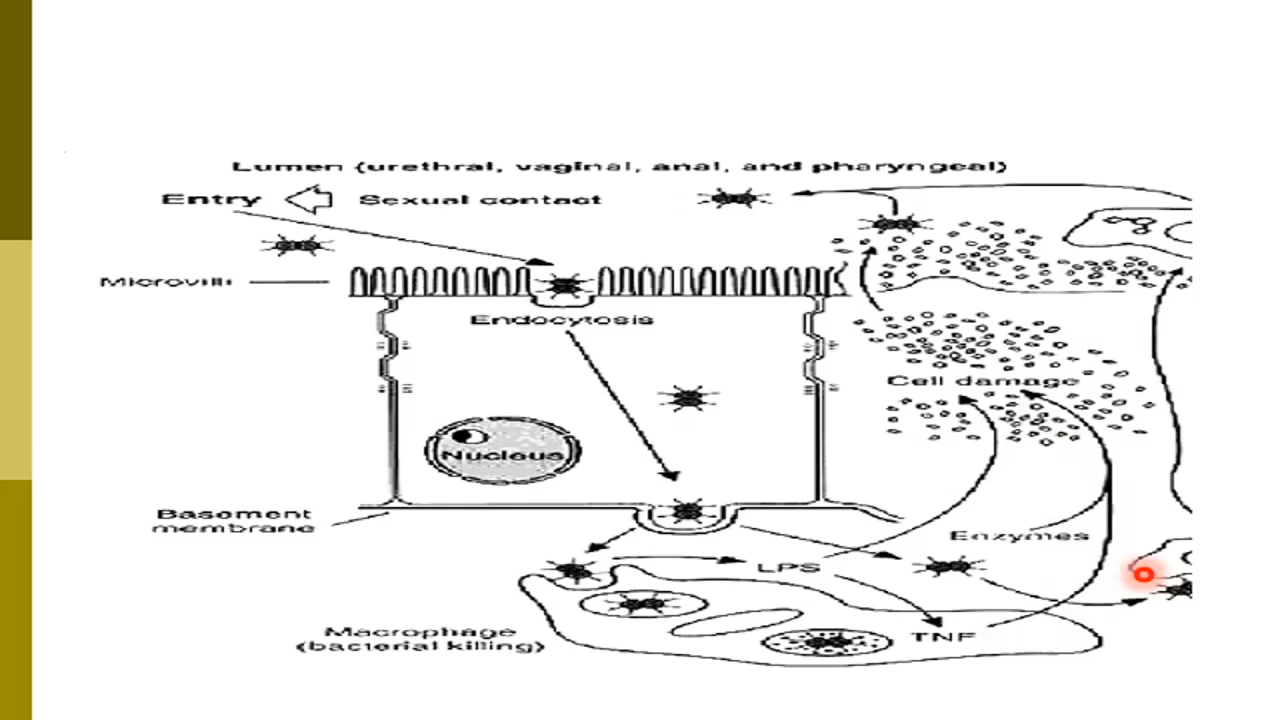 Lumen (urethral, vaginal, anal, and pharyngeal)
Entry
Sexual contact
Microvilli
Endocytosis
Cell damage
Nucleus
Basement
membrane
Enzymes
LPS
Macrophage
(bacterial killing)
TNF